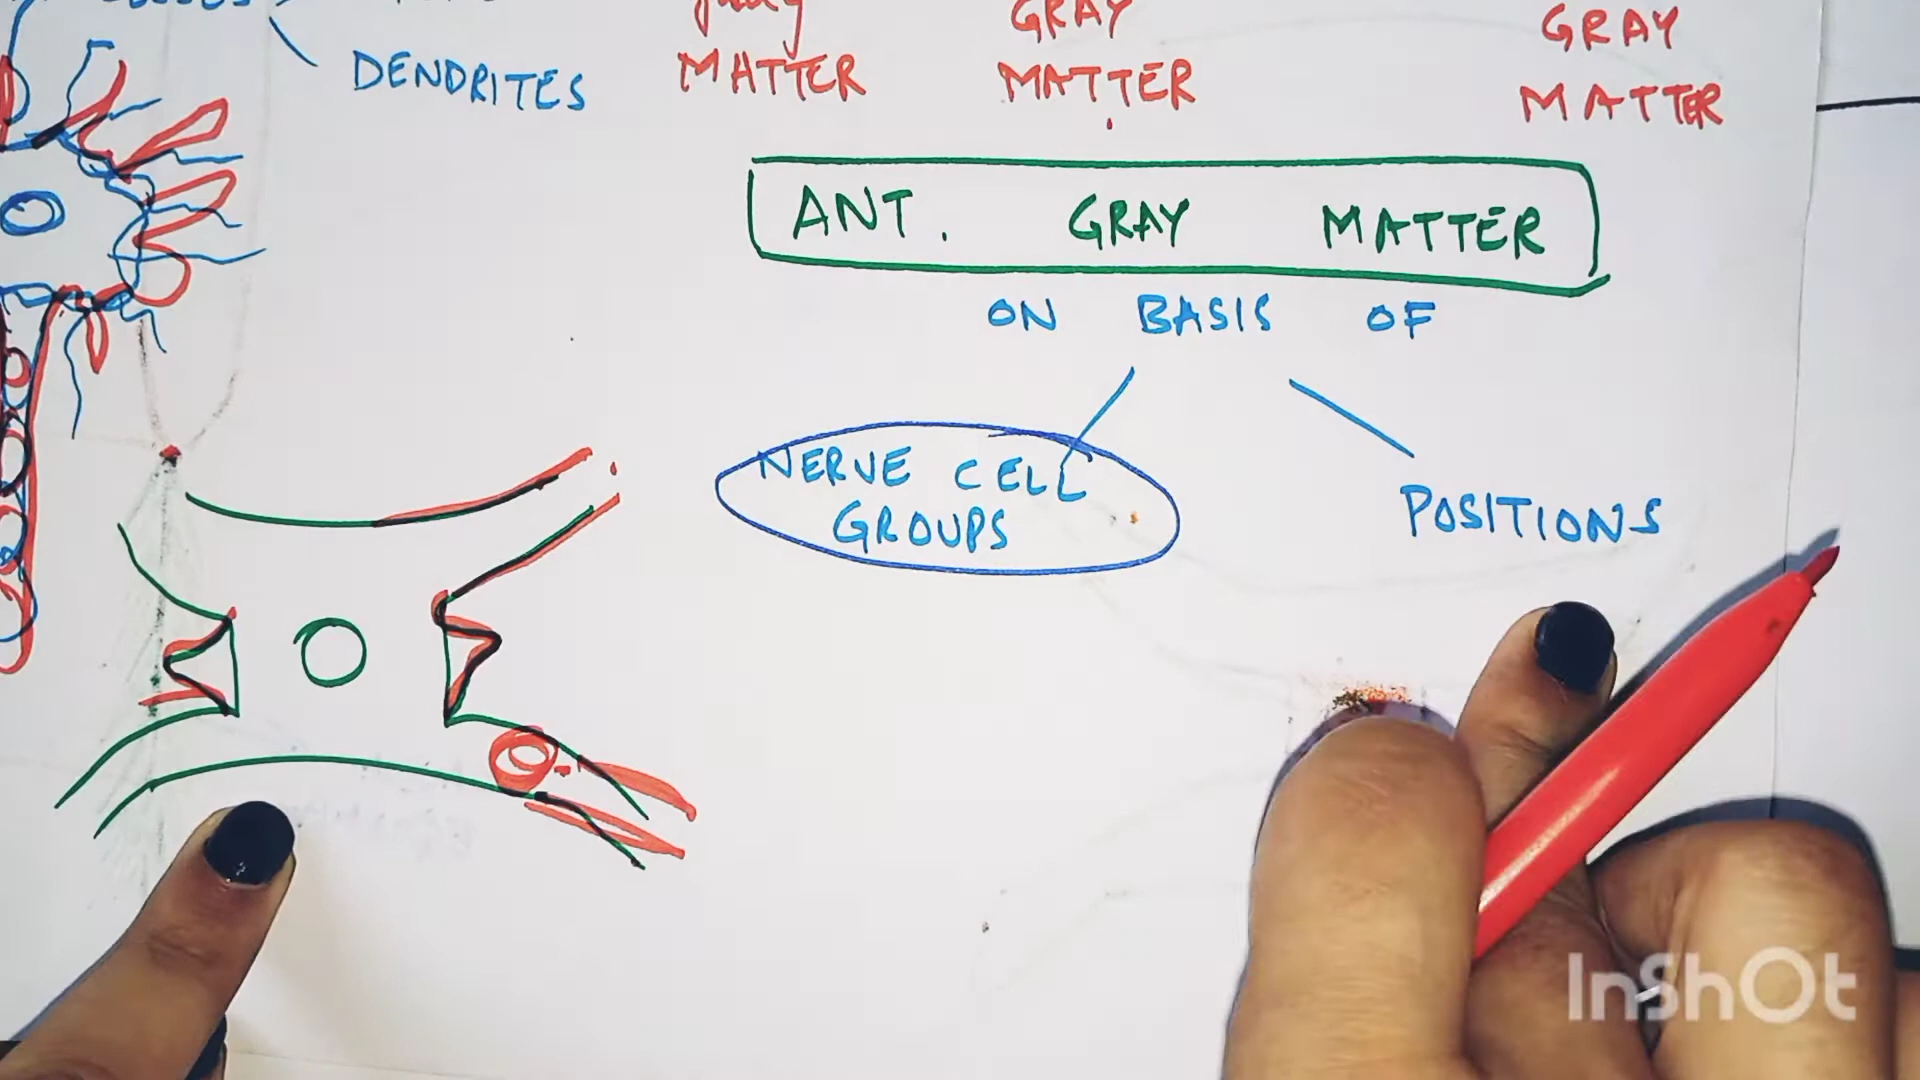 DENDRITES
MATTER
GRAY
MATTER
GRAY
MATTER
ANT. GRAY MATTER
ON BASIS OF
NERVE CELL
GROUPS
POSITIONS
InShOt